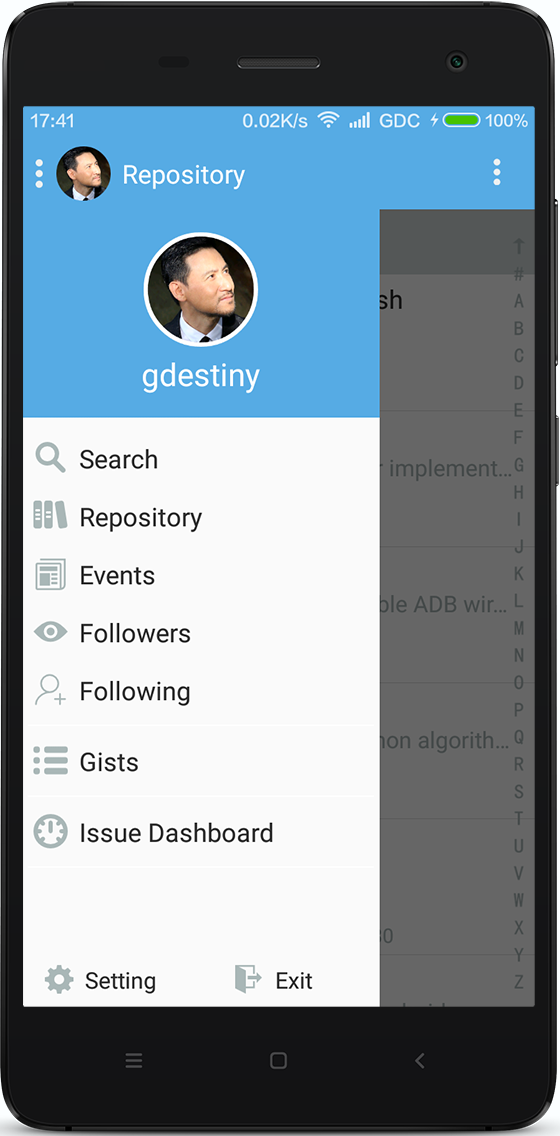 17:41 0.02K/s GDC 100%
Repository
gdestiny
Search
Repository
Events
Followers
Following
Gists
Issue Dashboard
Setting Exit
sh
implement...
ble ADB wir...
non algorith...
30
↑
#
A
B
C
D
E
F
G
H
I
J
K
L
M
N
O
P
Q
R
S
T
U
V
W
X
Y
Z